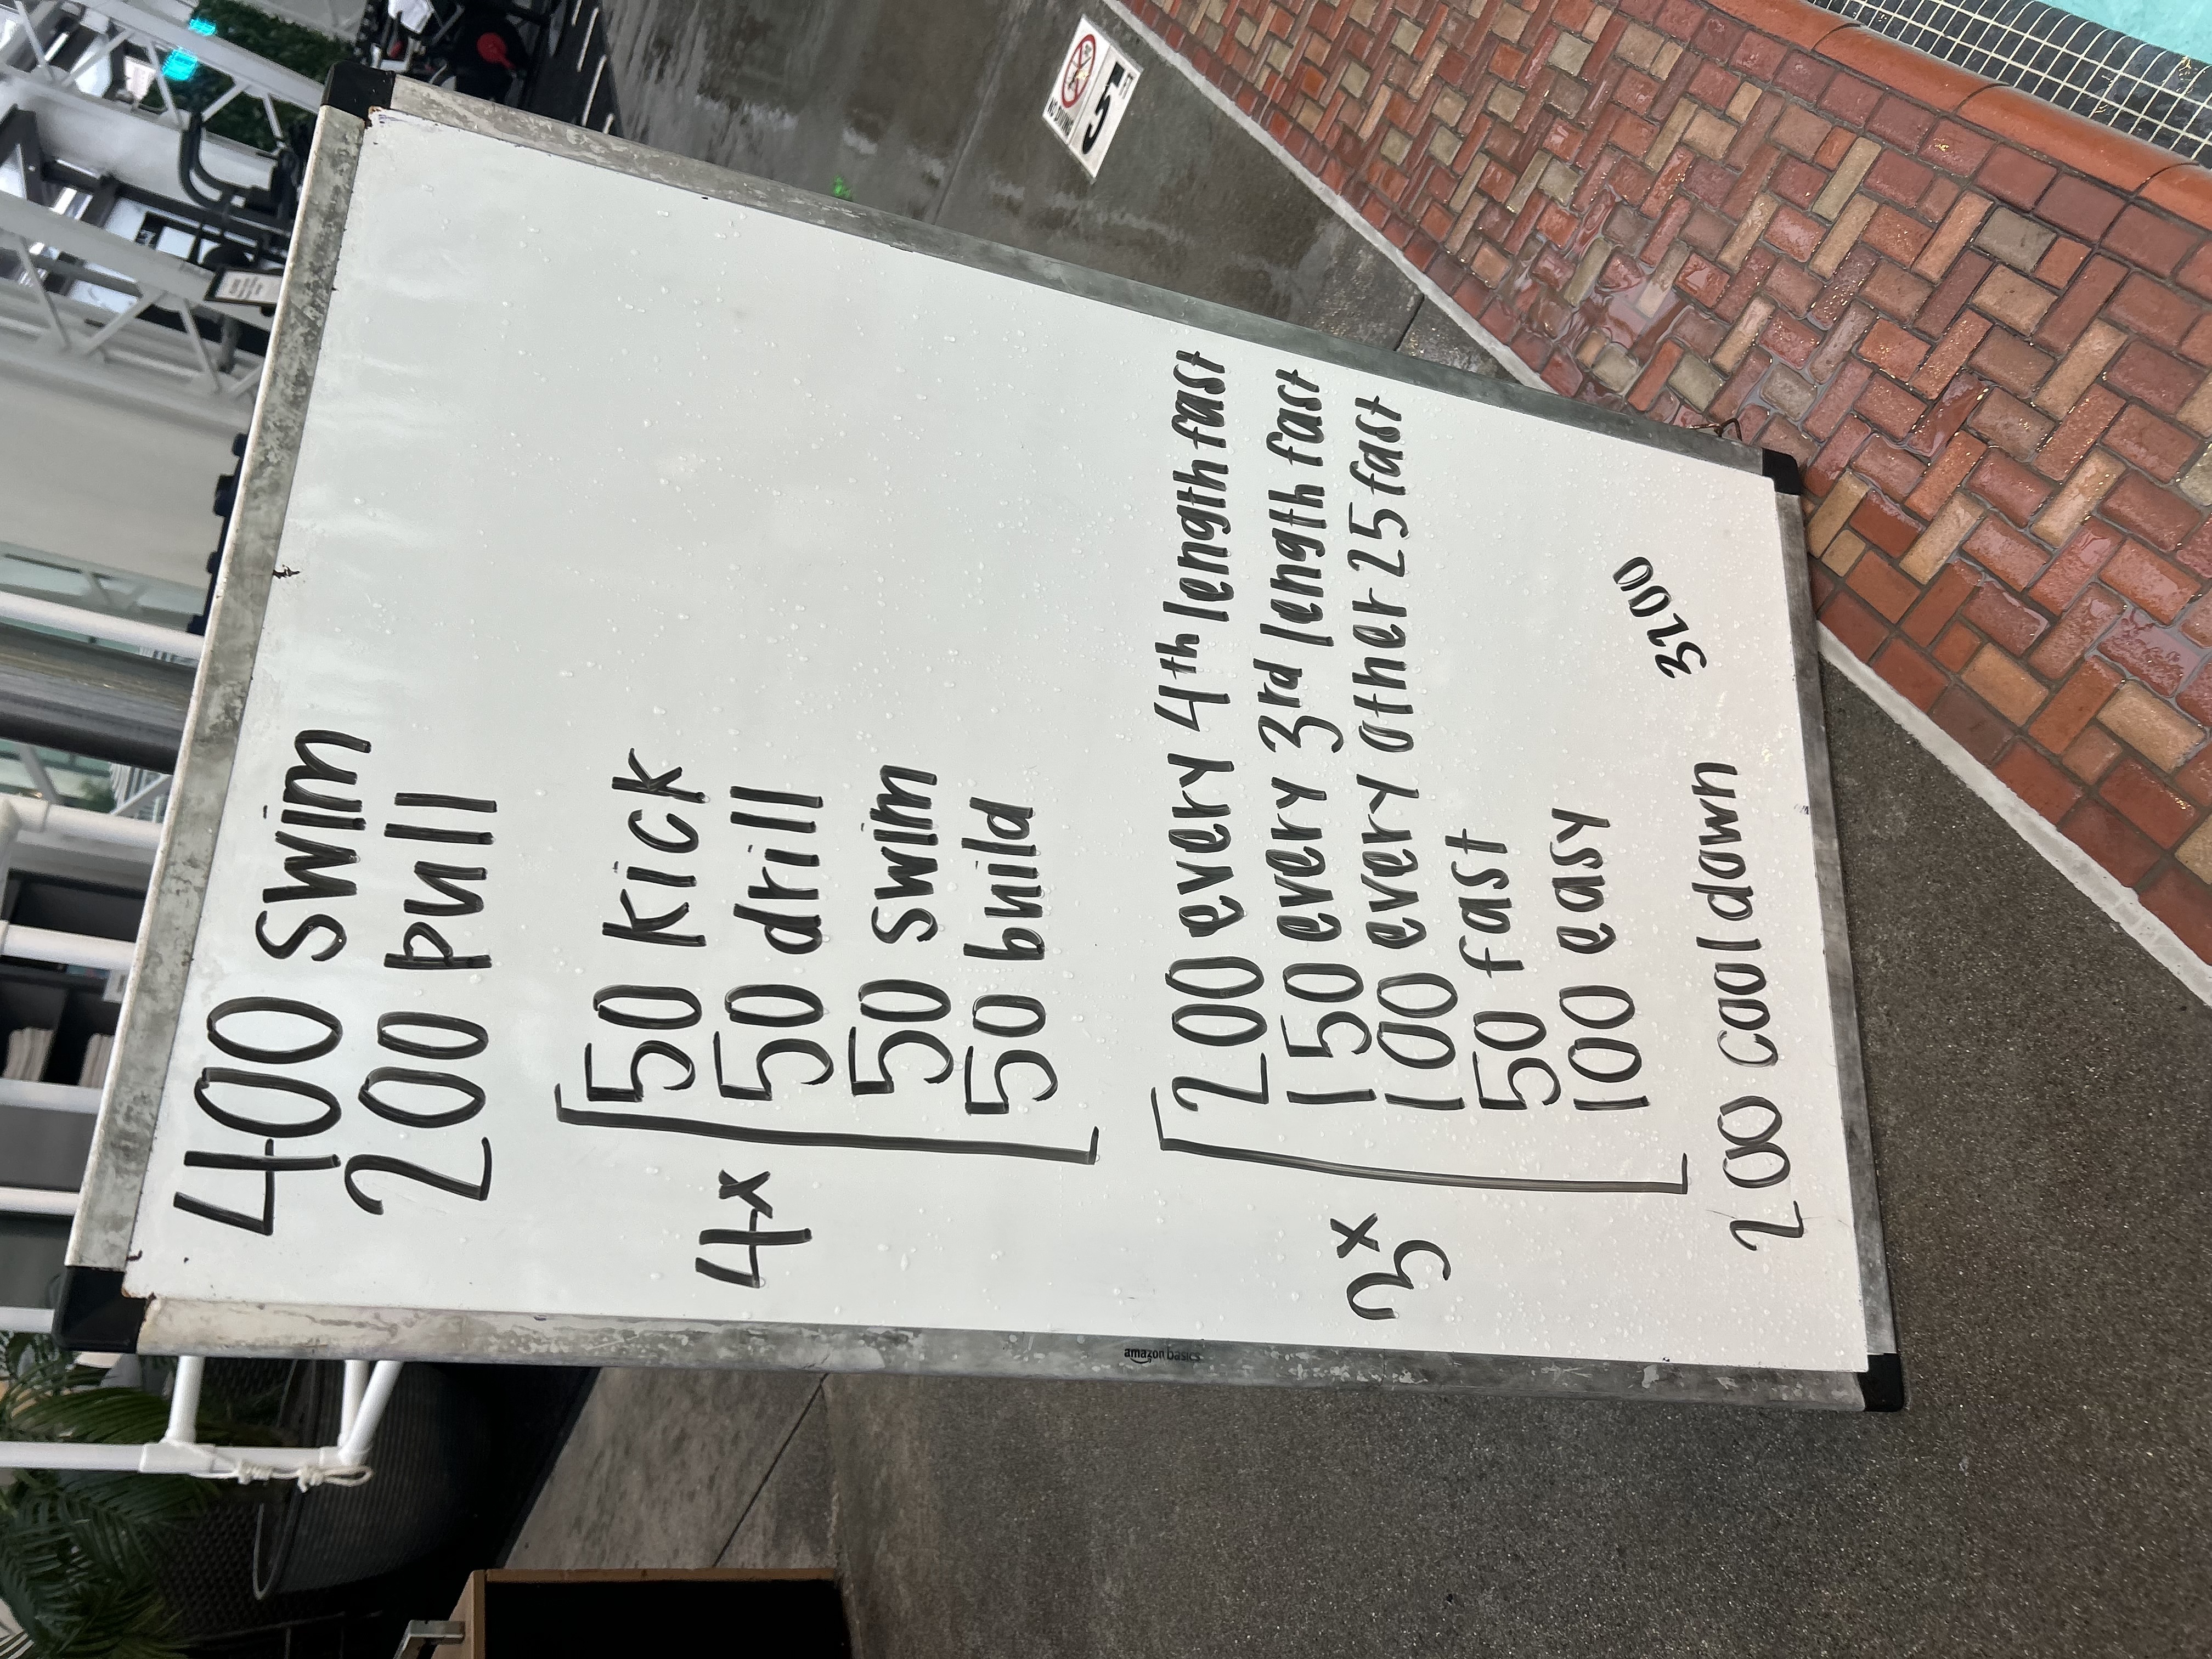 400 swim
200 pull
4x
50 kick
50 drill
50 swim
50 build
3x
200 every 4th length fast
150 every 3rd length fast
100 every other 25 fast
50 fast
100 easy
200 cool down
3200
amazon basics
NO DIVING
5 FT